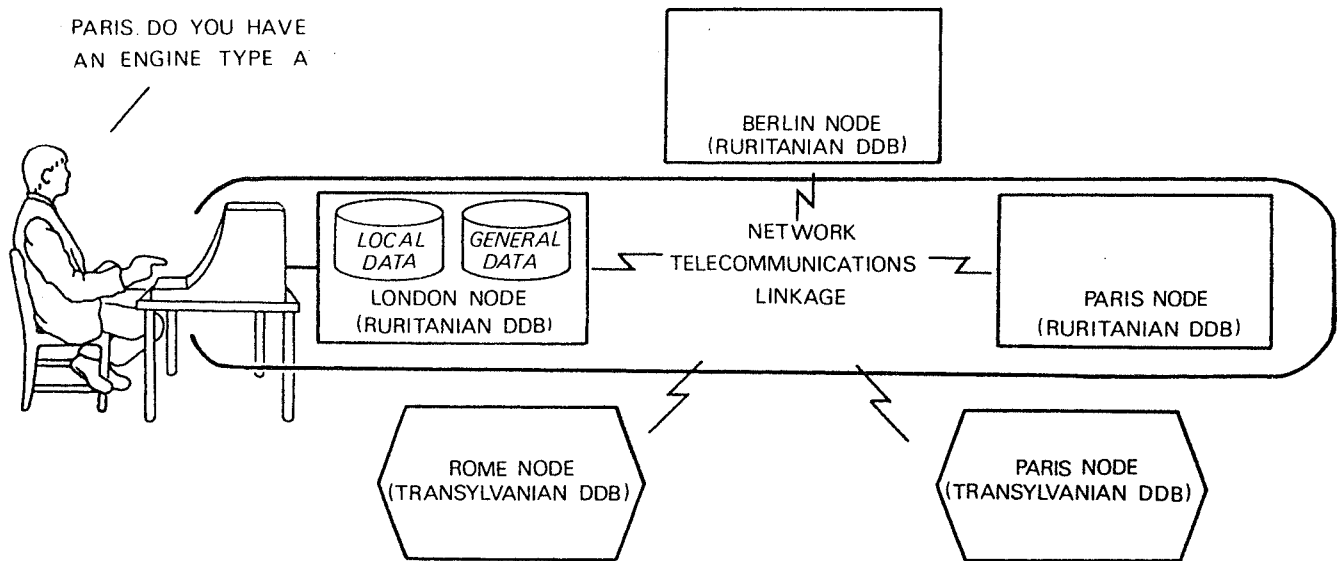 PARIS. DO YOU HAVE
AN ENGINE TYPE A
BERLIN NODE
(RURITANIAN DDB)
LOCAL
DATA
GENERAL
DATA
LONDON NODE
(RURITANIAN DDB)
NETWORK
TELECOMMUNICATIONS
LINKAGE
PARIS NODE
(RURITANIAN DDB)
ROME NODE
(TRANSYLVANIAN DDB)
PARIS NODE
(TRANSYLVANIAN DDB)